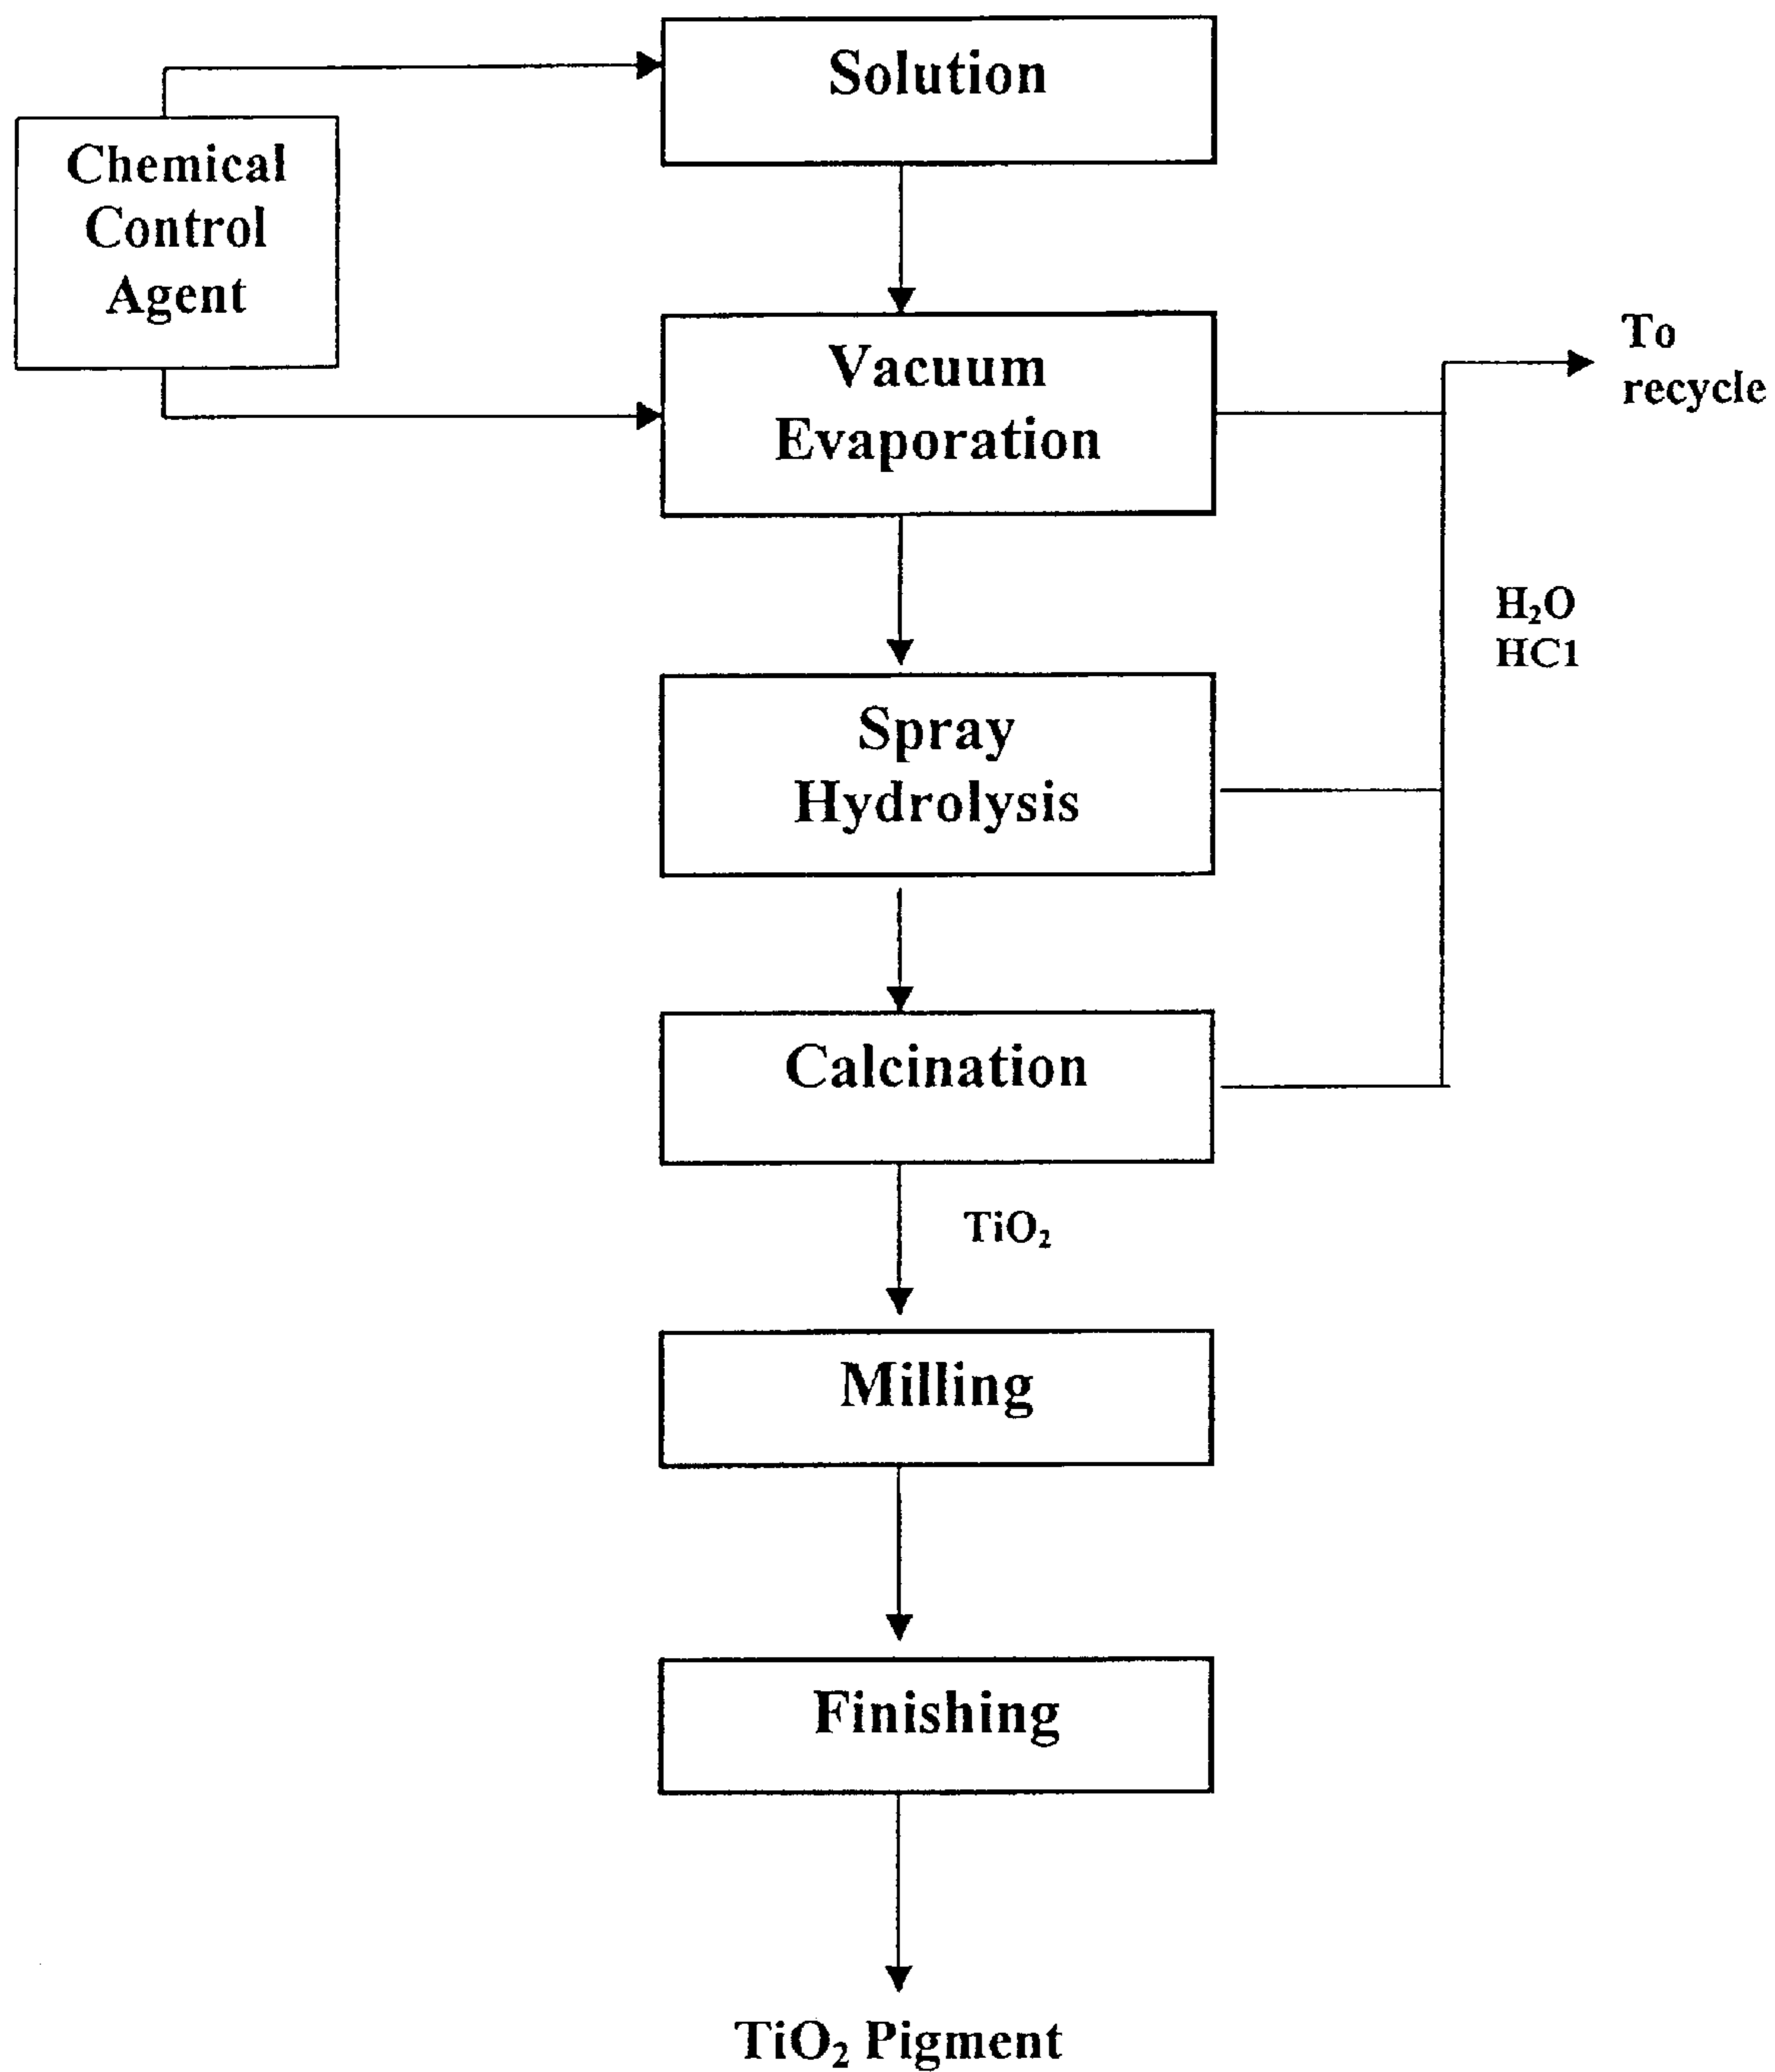 Solution
Chemical
Control
Agent
Vacuum
Evaporation
To
recycle
H₂O
HC1
Spray
Hydrolysis
Calcination
TiO₂
Milling
Finishing
TiO₂ Pigment